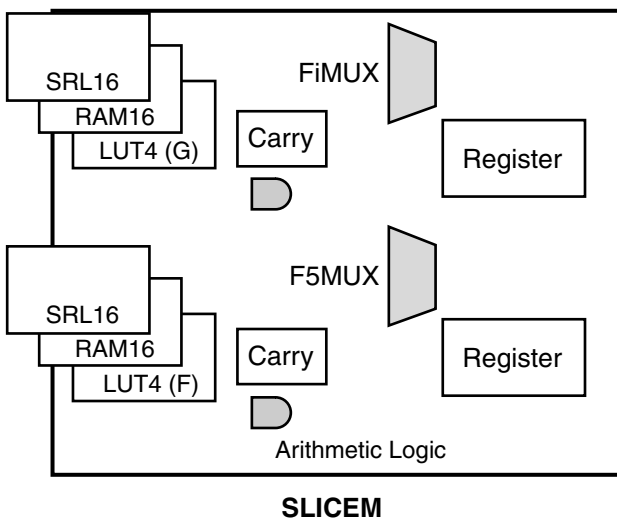 SRL16
RAM16
LUT4 (G)
Carry
FiMUX
Register
SRL16
RAM16
LUT4 (F)
Carry
F5MUX
Register
Arithmetic Logic
SLICEM